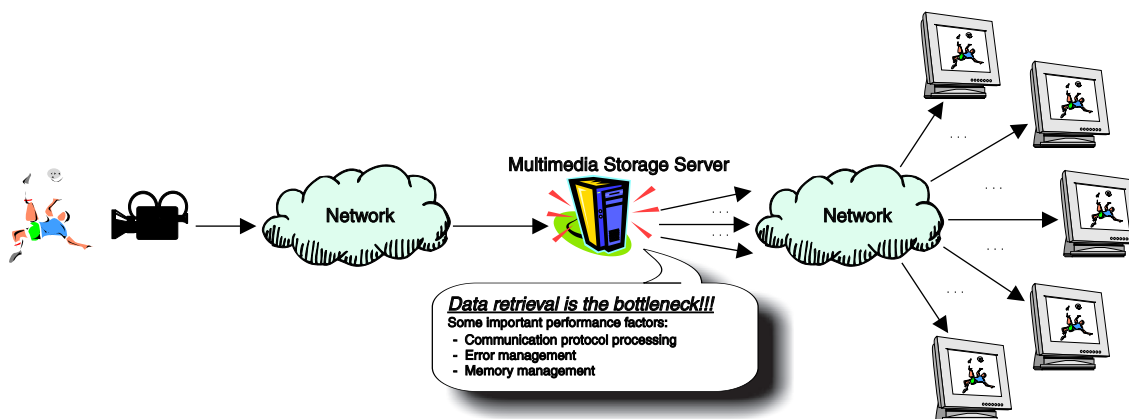 Multimedia Storage Server
Network
Network
. . .
. . .
. . .
. . .
. . .
. . .
Data retrieval is the bottleneck!!!
Some important performance factors:
- Communication protocol processing
- Error management
- Memory management